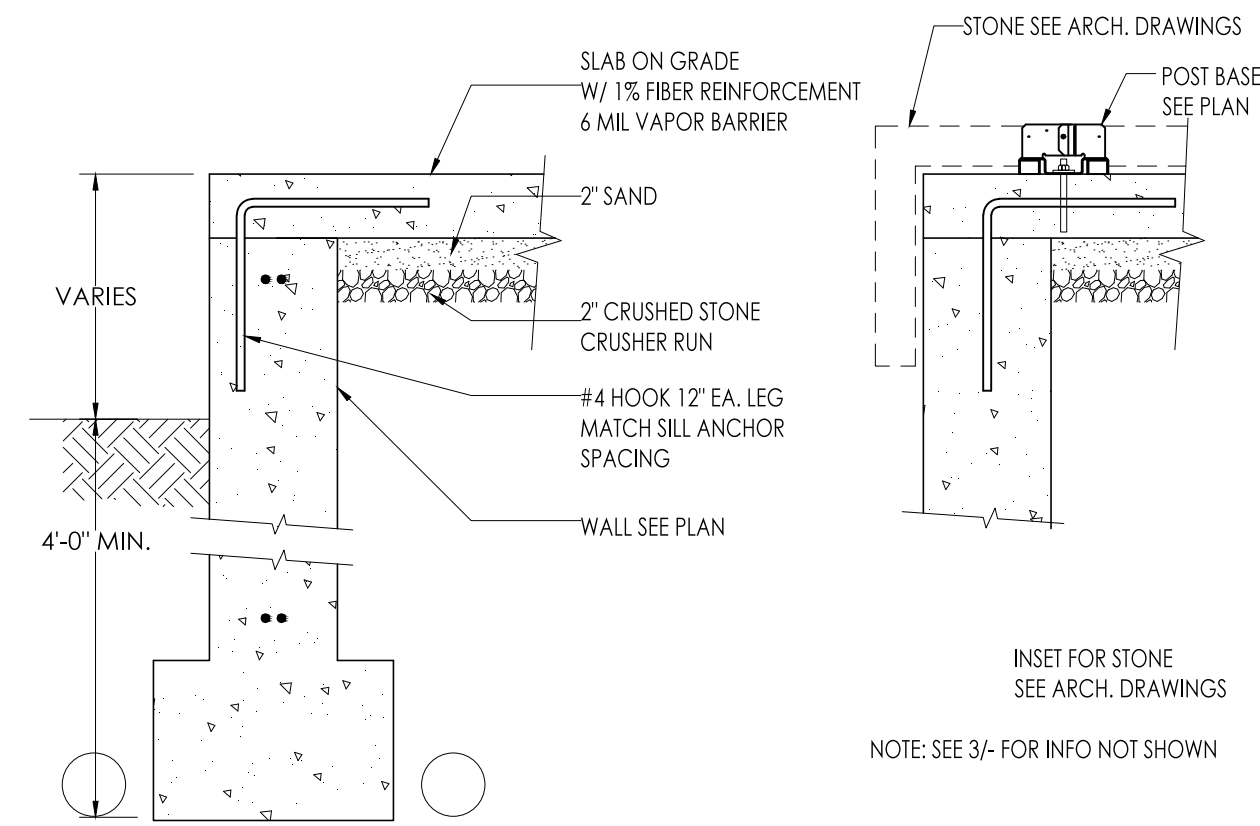 STONE SEE ARCH. DRAWINGS
SLAB ON GRADE
W/ 1% FIBER REINFORCEMENT
6 MIL VAPOR BARRIER
POST BASE
SEE PLAN
2" SAND
VARIES
2" CRUSHED STONE
CRUSHER RUN
#4 HOOK 12" EA. LEG
MATCH SILL ANCHOR
SPACING
WALL SEE PLAN
4'-0" MIN.
INSET FOR STONE
SEE ARCH. DRAWINGS
NOTE: SEE 3/- FOR INFO NOT SHOWN